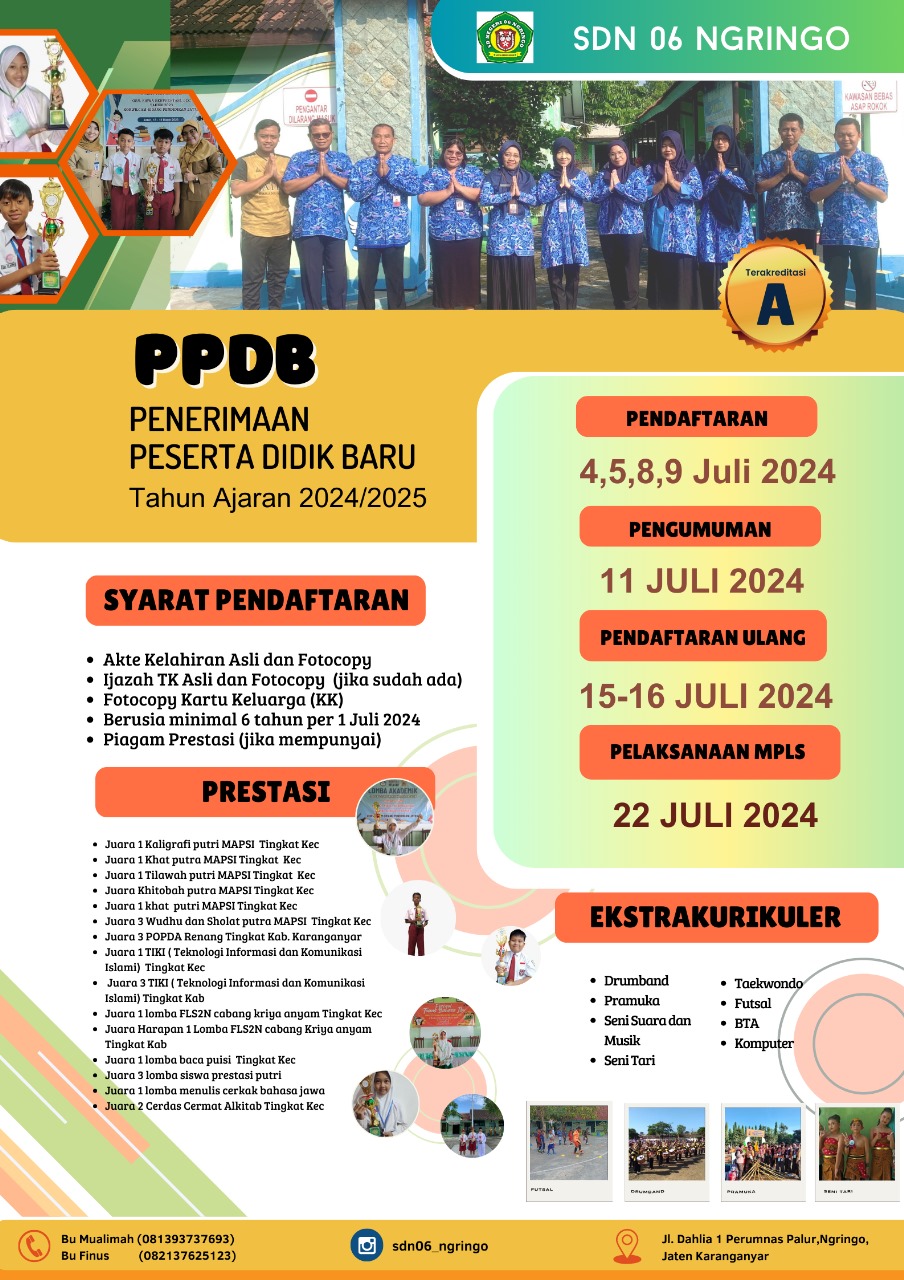 SDN 06 NGRINGO
PENGANTAR
DILARANG MASUK
KAWASAN BEBAS
ASAP ROKOK
Terakreditasi
A
PPDB
PENERIMAAN
PESERTA DIDIK BARU
Tahun Ajaran 2024/2025
PENDAFTARAN
4,5,8,9 Juli 2024
PENGUMUMAN
11 JULI 2024
PENDAFTARAN ULANG
15-16 JULI 2024
PELAKSANAAN MPLS
22 JULI 2024
SYARAT PENDAFTARAN
• Akte Kelahiran Asli dan Fotocopy
• Ijazah TK Asli dan Fotocopy (jika sudah ada)
• Fotocopy Kartu Keluarga (KK)
• Berusia minimal 6 tahun per 1 Juli 2024
• Piagam Prestasi (jika mempunyai)
PRESTASI
LOMBA AKADEMIK
• Juara 1 Kaligrafi putri MAPSI Tingkat Kec
• Juara 1 Khat putra MAPSI Tingkat Kec
• Juara 1 Tilawah putri MAPSI Tingkat Kec
• Juara Khitobah putra MAPSI Tingkat Kec
• Juara 1 khat putri MAPSI Tingkat Kec
• Juara 3 Wudhu dan Sholat putra MAPSI Tingkat Kec
• Juara 3 POPDA Renang Tingkat Kab. Karanganyar
• Juara 1 TIKI ( Teknologi Informasi dan Komunikasi
Islami) Tingkat Kec
• Juara 3 TIKI ( Teknologi Informasi dan Komunikasi
Islami) Tingkat Kab
• Juara 1 lomba FLS2N cabang kriya anyam Tingkat Kec
• Juara Harapan 1 Lomba FLS2N cabang Kriya anyam
Tingkat Kab
• Juara 1 lomba baca puisi Tingkat Kec
• Juara 3 lomba siswa prestasi putri
• Juara 1 lomba menulis cerkak bahasa jawa
• Juara 2 Cerdas Cermat Alkitab Tingkat Kec
EKSTRAKURIKULER
• Drumband
• Pramuka
• Seni Suara dan
Musik
• Seni Tari
• Taekwondo
• Futsal
• BTA
• Komputer
FUTSAL
DRUMBAND
PRAMUKA
SENI TARI
Bu Mualimah (081393737693)
Bu Finus (082137625123)
sdn06_ngringo
Jl. Dahlia 1 Perumnas Palur,Ngringo,
Jaten Karanganyar